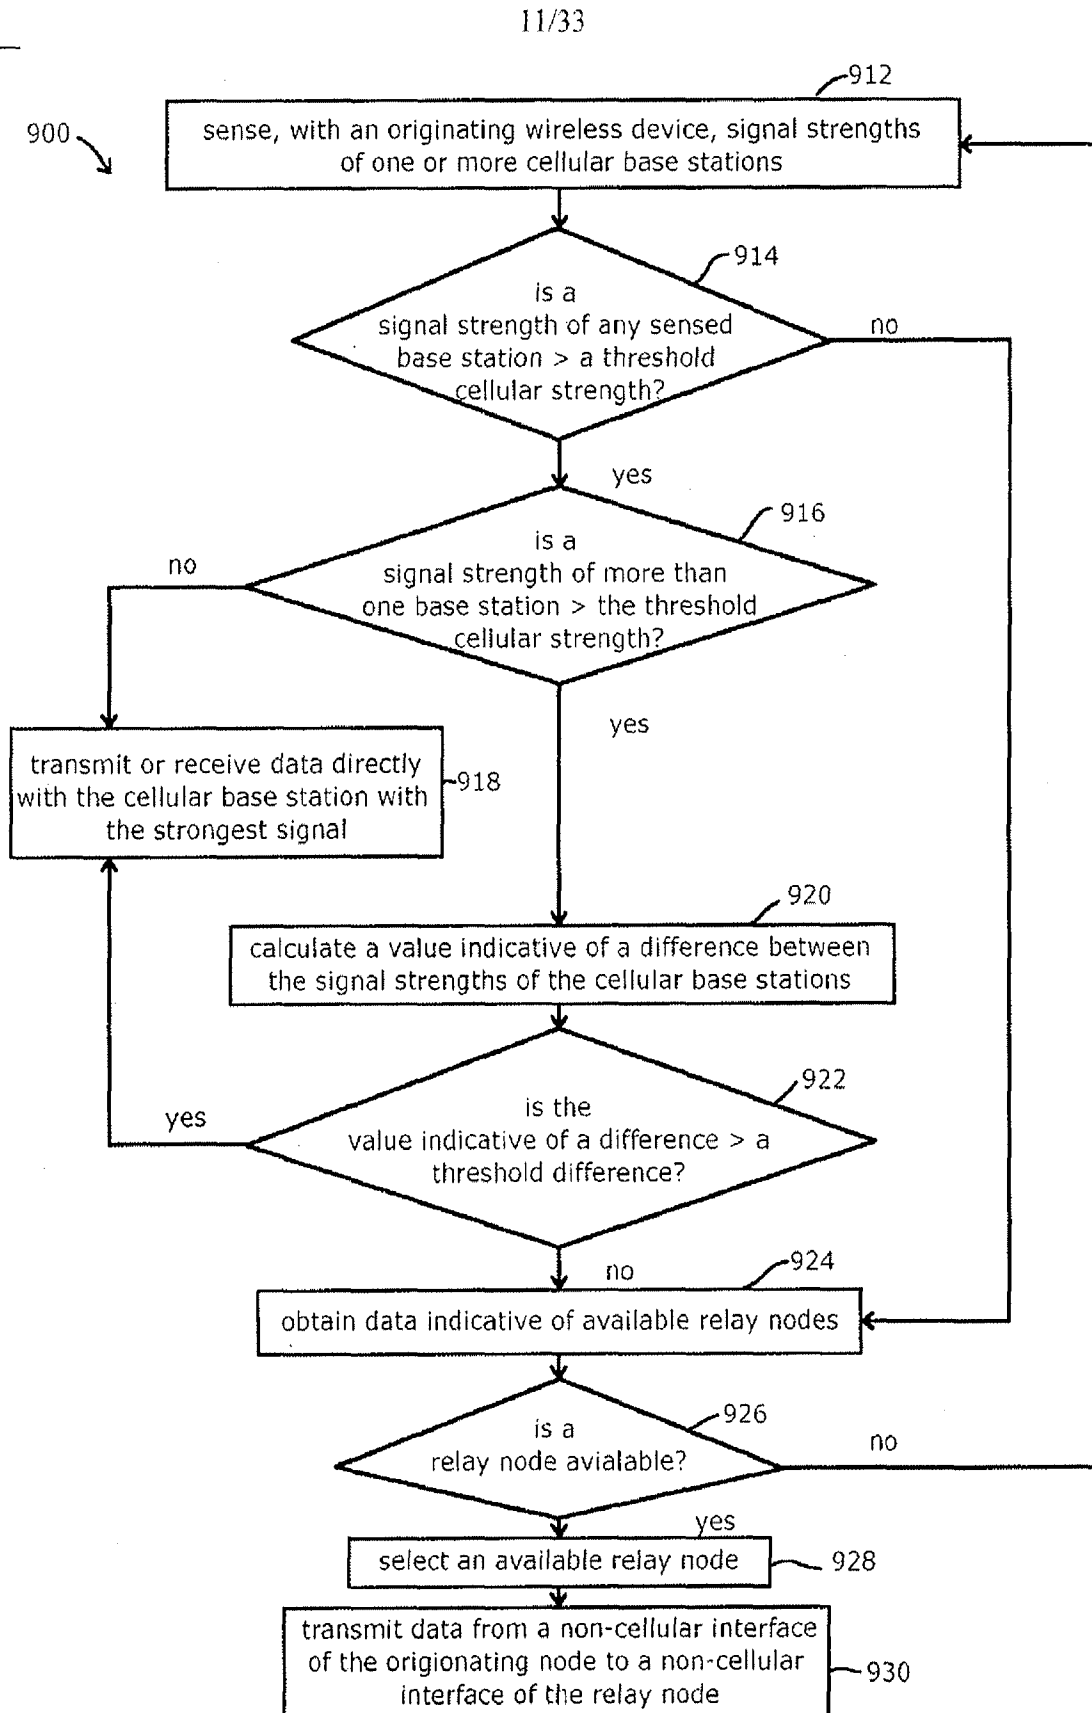 11/33
912
900
sense, with an originating wireless device, signal strengths
of one or more cellular base stations
914
is a
signal strength of any sensed
base station > a threshold
cellular strength?
no
yes
916
is a
signal strength of more than
one base station > the threshold
cellular strength?
no
yes
transmit or receive data directly
with the cellular base station with
the strongest signal
918
920
calculate a value indicative of a difference between
the signal strengths of the cellular base stations
922
is the
value indicative of a difference > a
threshold difference?
yes
no
924
obtain data indicative of available relay nodes
926
is a
relay node avialable?
no
yes
select an available relay node
928
transmit data from a non-cellular interface
of the origionating node to a non-cellular
interface of the relay node
930